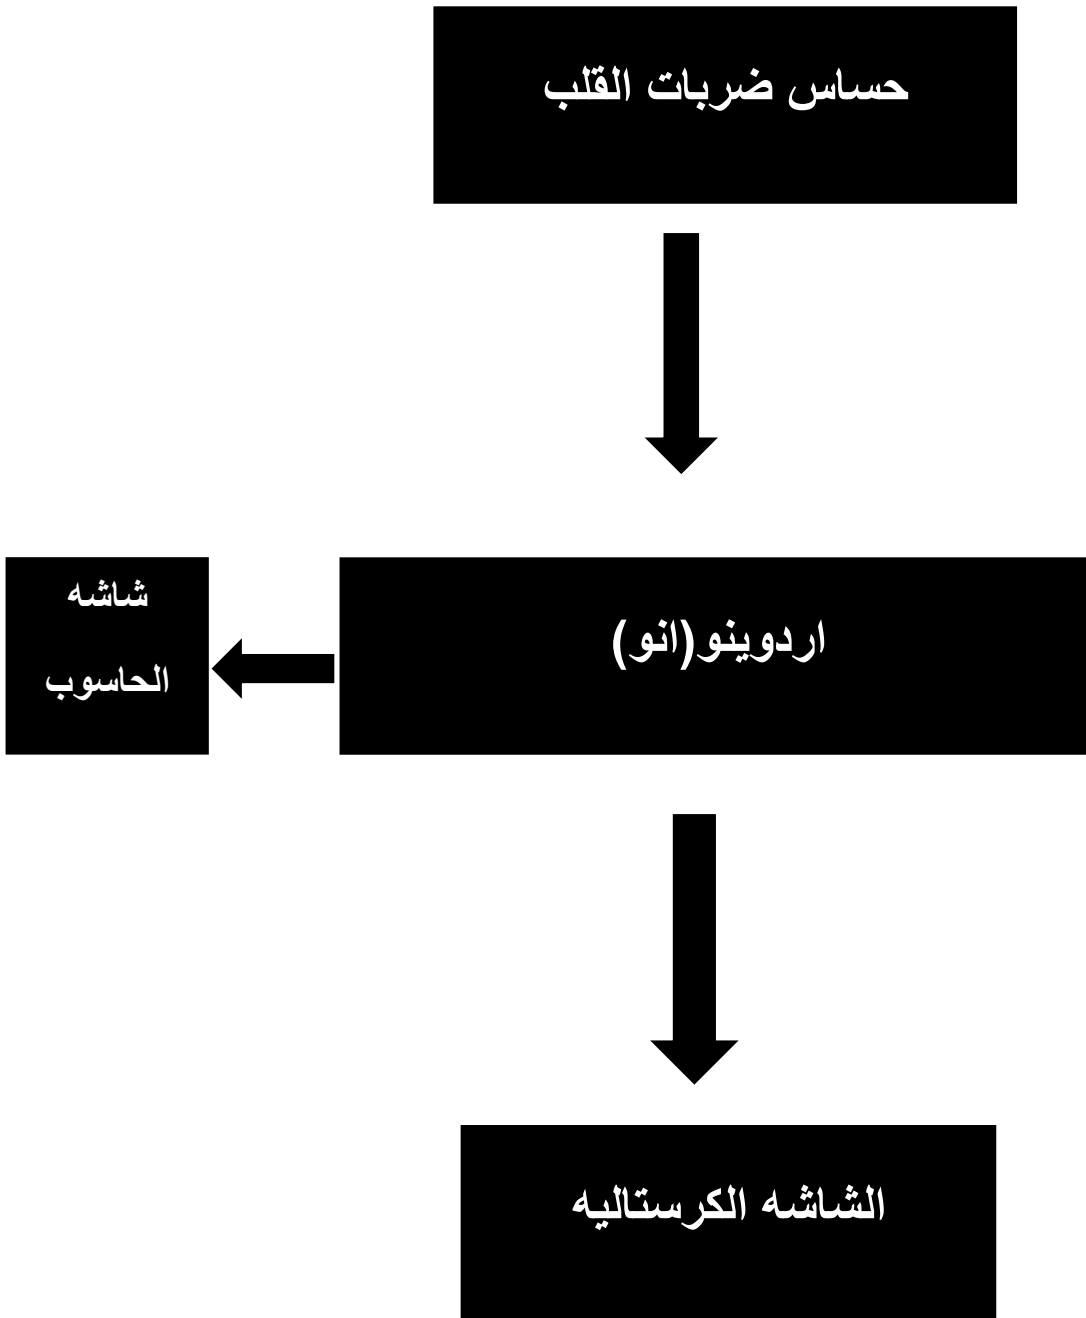 حساس ضربات القلب
اردوينو(انو)
شاشه
الحاسوب
الشاشه الكرستاليه